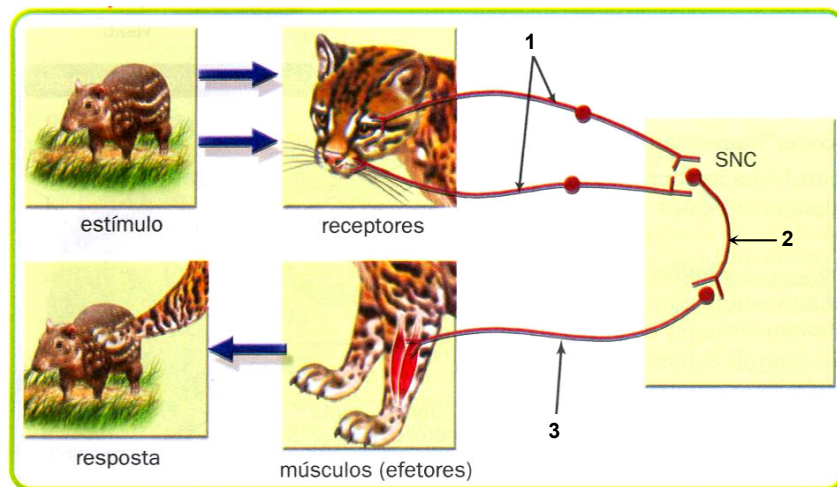 1
SNC
estímulo
receptores
2
resposta
músculos (efetores)
3